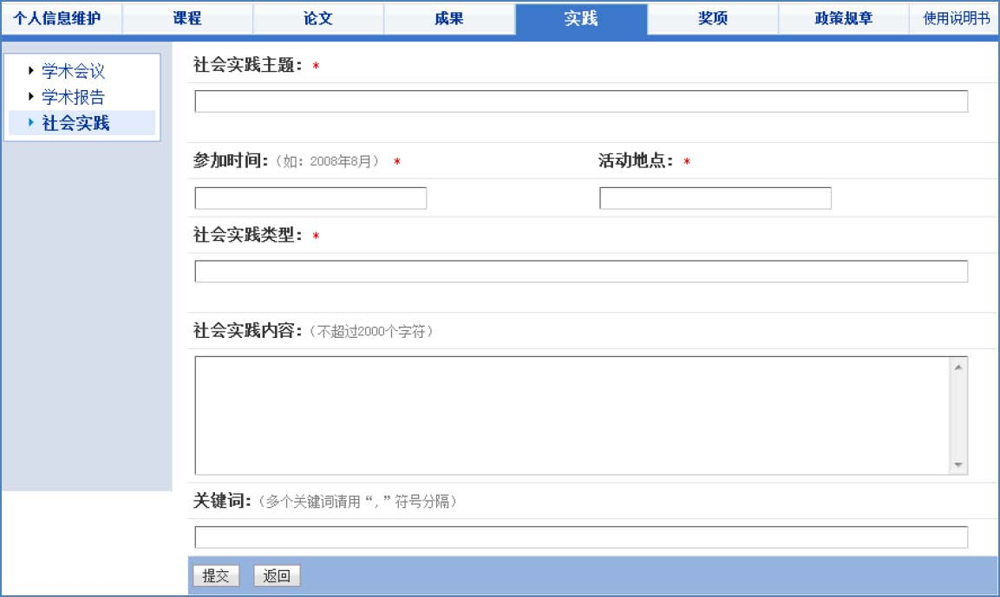 个人信息维护 课程 论文 成果 实践 奖项 政策规章 使用说明书
学术会议
学术报告
社会实践
社会实践主题：*
参加时间：（如：2008年8月） * 活动地点：*
社会实践类型：*
社会实践内容：（不超过2000个字符）
关键词：（多个关键词请用“，”符号分隔）
提交 返回